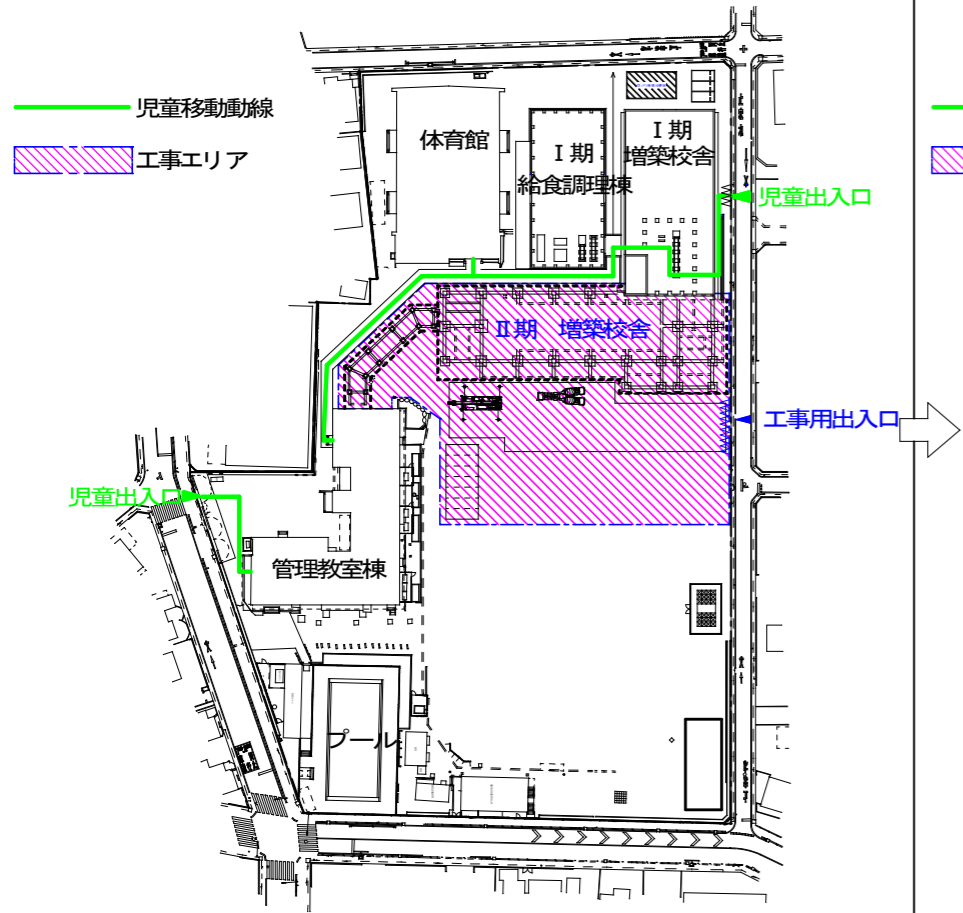 児童移動動線
工事エリア
体育館
Ⅰ期
給食調理棟
Ⅰ期
増築校舎
児童出入口
Ⅱ期 増築校舎
工事用出入口
児童出入口
管理教室棟
プール